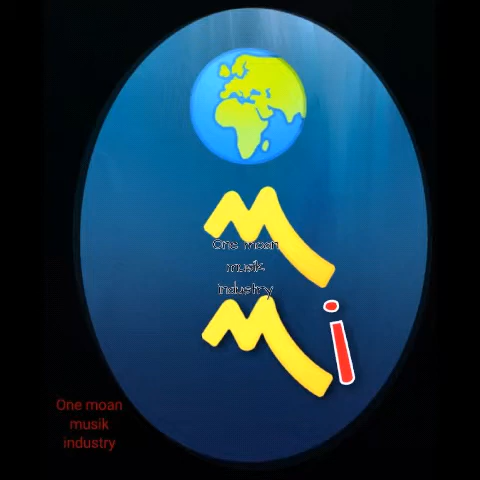 One moan
musik
industry
i
One moan
musik
industry